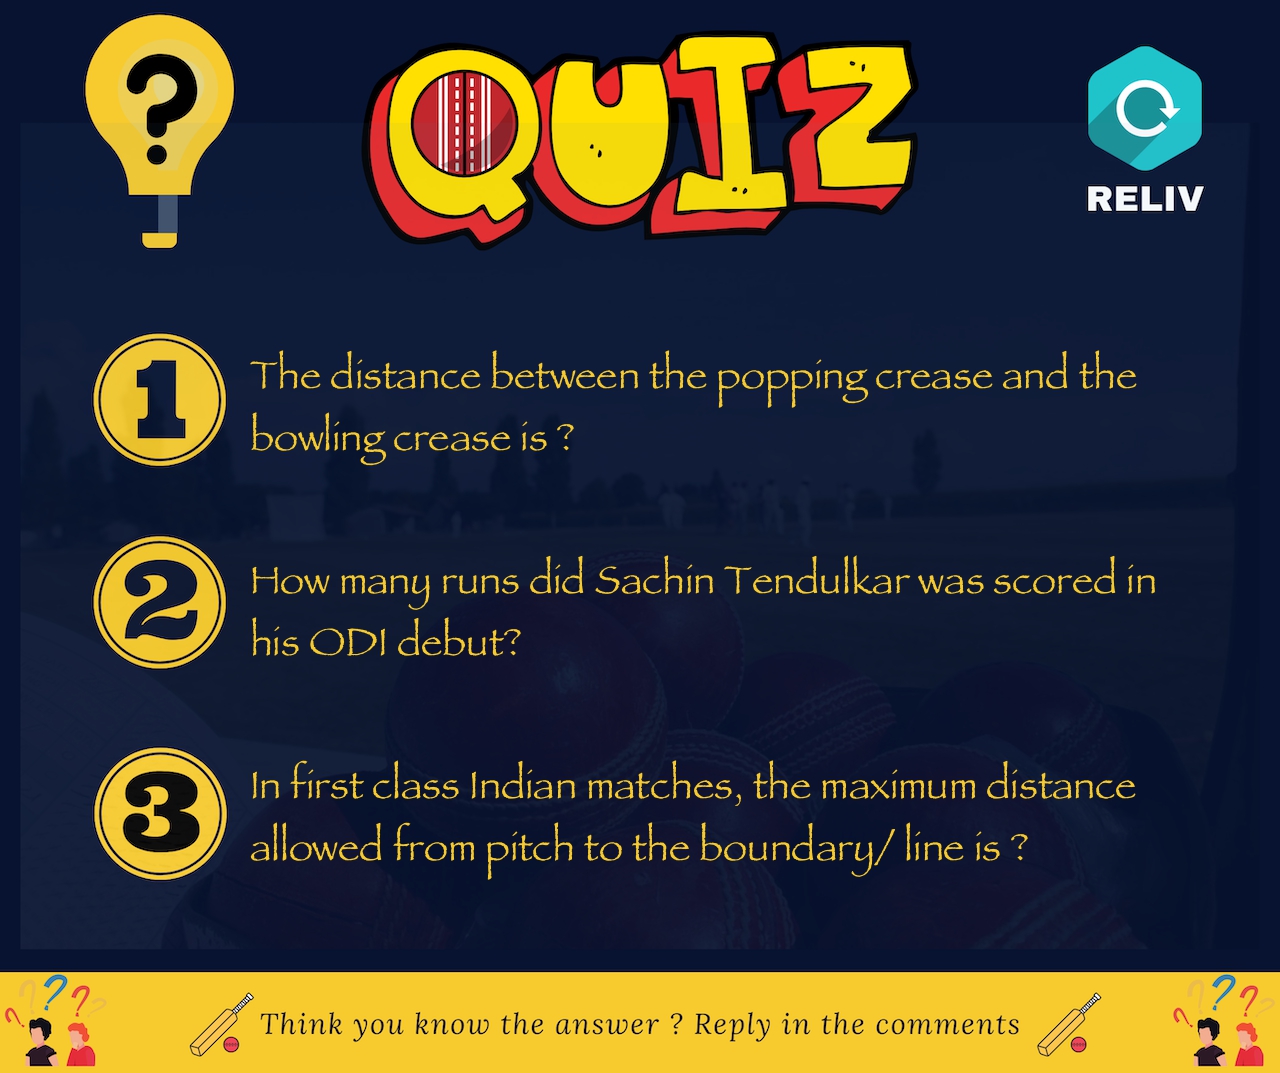 ?
QUIZ
RELIV
1
The distance between the popping crease and the
bowling crease is ?
2
How many runs did Sachin Tendulkar was scored in
his ODI debut?
3
In first class Indian matches, the maximum distance
allowed from pitch to the boundary/ line is ?
Think you know the answer ? Reply in the comments